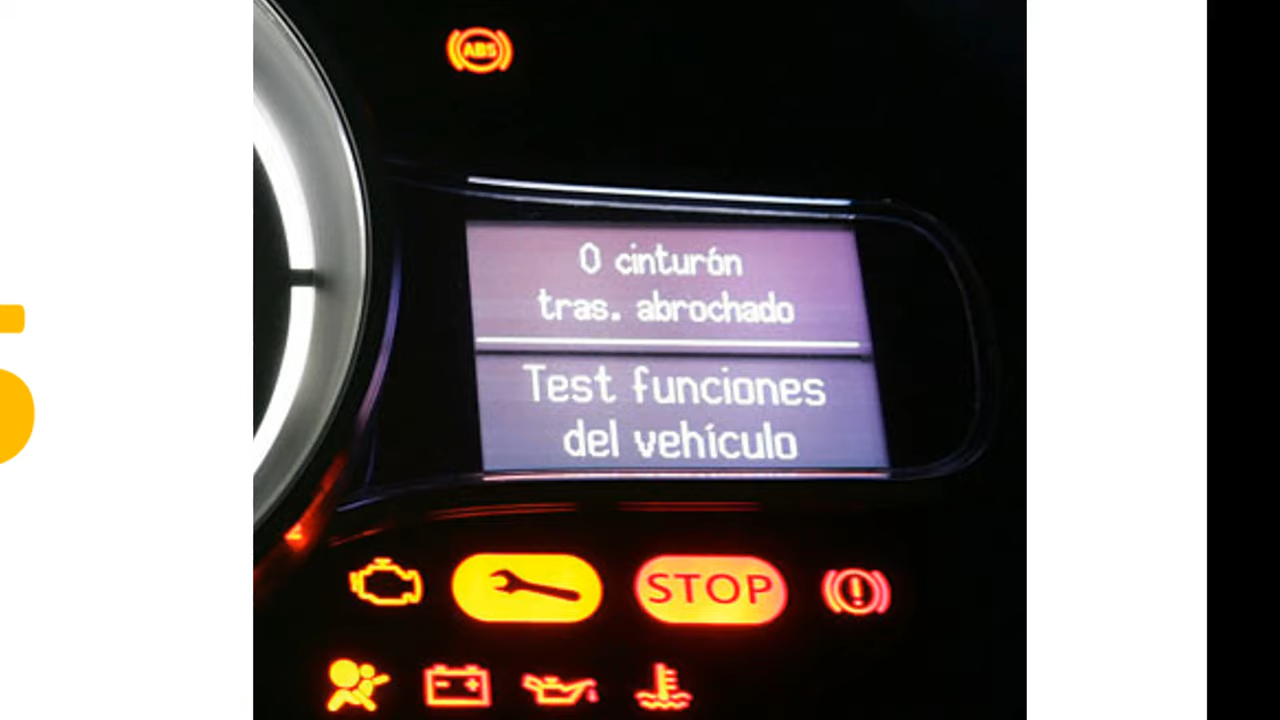 ABS
0 cinturón
tras. abrochado
Test funciones
del vehículo
STOP